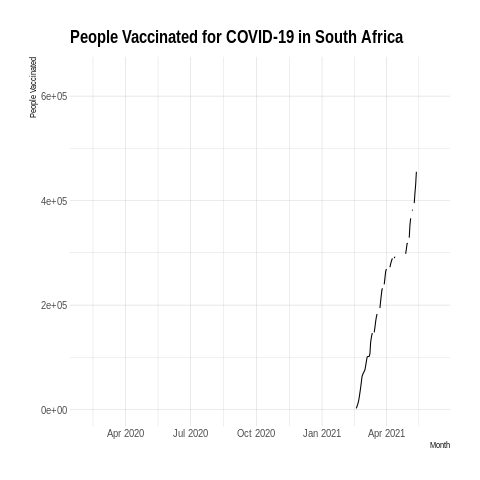 People Vaccinated for COVID-19 in South Africa
People Vaccinated
6e+05
4e+05
2e+05
0e+00
Apr 2020 Jul 2020 Oct 2020 Jan 2021 Apr 2021
Month